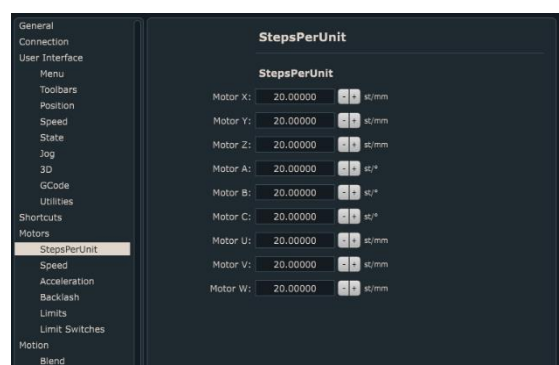 General
Connection
User Interface
Menu
Toolbars
Position
Speed
State
Jog
3D
GCode
Utilities
Shortcuts
Motors
StepsPerUnit
Speed
Acceleration
Backlash
Limits
Limit Switches
Motion
Blend
StepsPerUnit
StepsPerUnit
Motor X: 20.00000 - + st/mm
Motor Y: 20.00000 - + st/mm
Motor Z: 20.00000 - + st/mm
Motor A: 20.00000 - + st/°
Motor B: 20.00000 - + st/°
Motor C: 20.00000 - + st/°
Motor U: 20.00000 - + st/mm
Motor V: 20.00000 - + st/mm
Motor W: 20.00000 - + st/mm